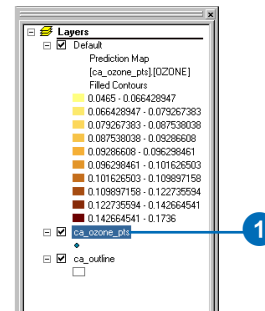 Layers
Default
Prediction Map
[ca_ozone_pts].[OZONE]
Filled Contours
0.0465 - 0.066428947
0.066428947 - 0.079267383
0.079267383 - 0.087538038
0.087538038 - 0.09286608
0.09286608 - 0.096298461
0.096298461 - 0.101626503
0.101626503 - 0.109897158
0.109897158 - 0.122735594
0.122735594 - 0.142664541
0.142664541 - 0.1736
ca_ozone_pts
1
ca_outline